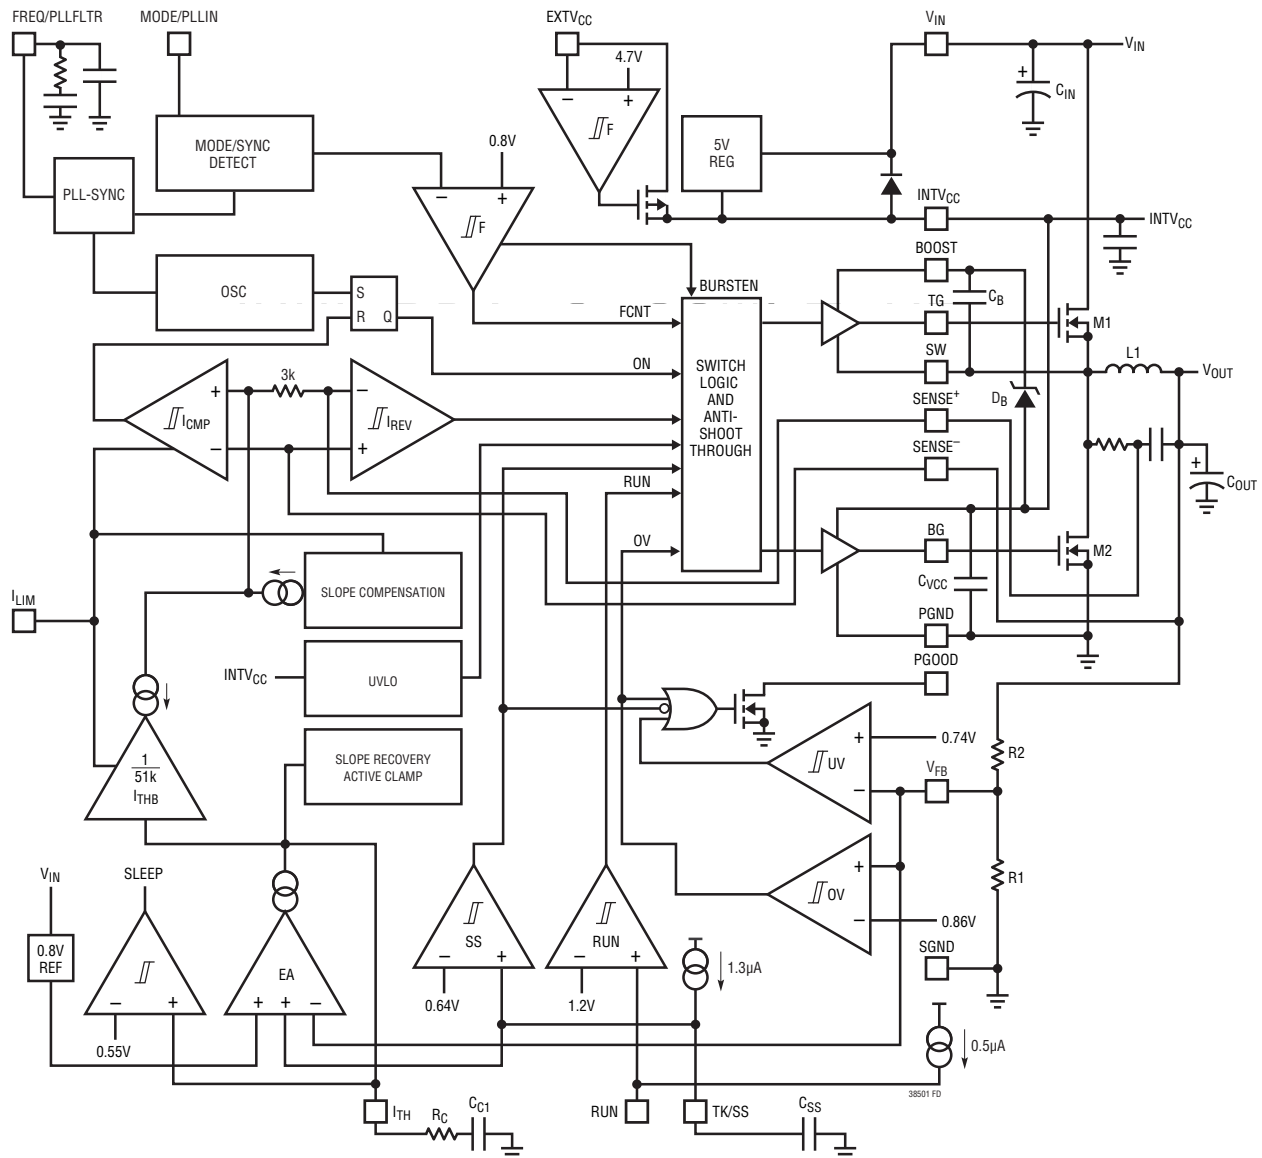 FREQ/PLLFLTR
MODE/PLLIN
EXTVCC
VIN
4.7V
VIN
CIN
MODE/SYNC
DETECT
0.8V
F
5V
REG
PLL-SYNC
F
INTVCC
INTVCC
BOOST
OSC
S
R
Q
BURSTEN
FCNT
TG
CB
M1
ON
SW
L1
VOUT
3k
SWITCH
LOGIC
AND
ANTI-
SHOOT
THROUGH
SENSE+
DB
ICMP
IREV
SENSE–
RUN
COUT
OV
BG
M2
CVCC
ILIM
SLOPE COMPENSATION
PGND
PGOOD
INTVCC
UVLO
0.74V
1
51k
ITHB
SLOPE RECOVERY
ACTIVE CLAMP
UV
VFB
R2
VIN
SLEEP
OV
R1
0.86V
0.8V
REF
SS
RUN
SGND
EA
1.3µA
0.64V
1.2V
0.55V
0.5µA
38501 FD
ITH
RC
CC1
RUN
TK/SS
CSS